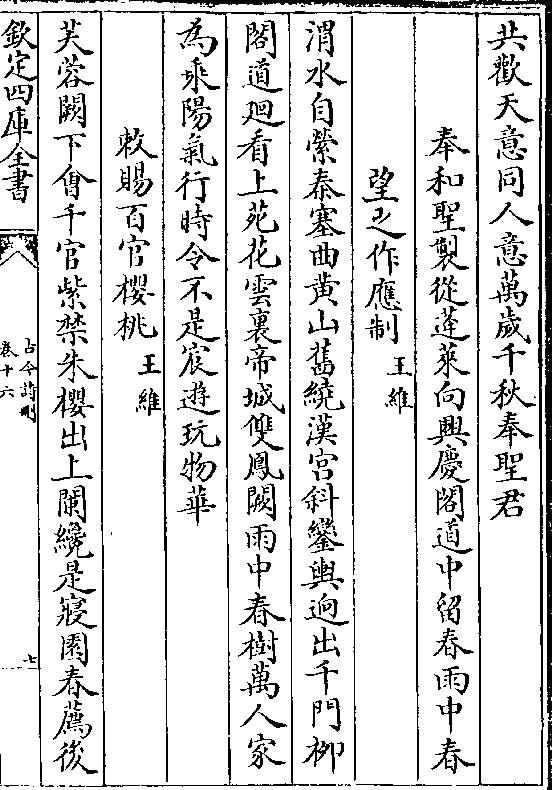 共歡天意同人意萬歲千秋奉聖君
奉和聖製從蓬萊向興慶閣道中留春雨中春
望之作應制 王維
渭水自縈秦塞曲黄山舊繞漢宫斜鑾輿迥出千門栁
閣道廻看上苑花雲裏帝城雙鳳闕雨中春樹萬人家
為乗陽氣行時令不是宸遊玩物華
敕賜百官櫻桃 王維
芙蓉闕下㑹千官紫禁朱櫻出上闌纔是寢園春薦後
欽定四庫全書
古今詩刪
卷十六
七